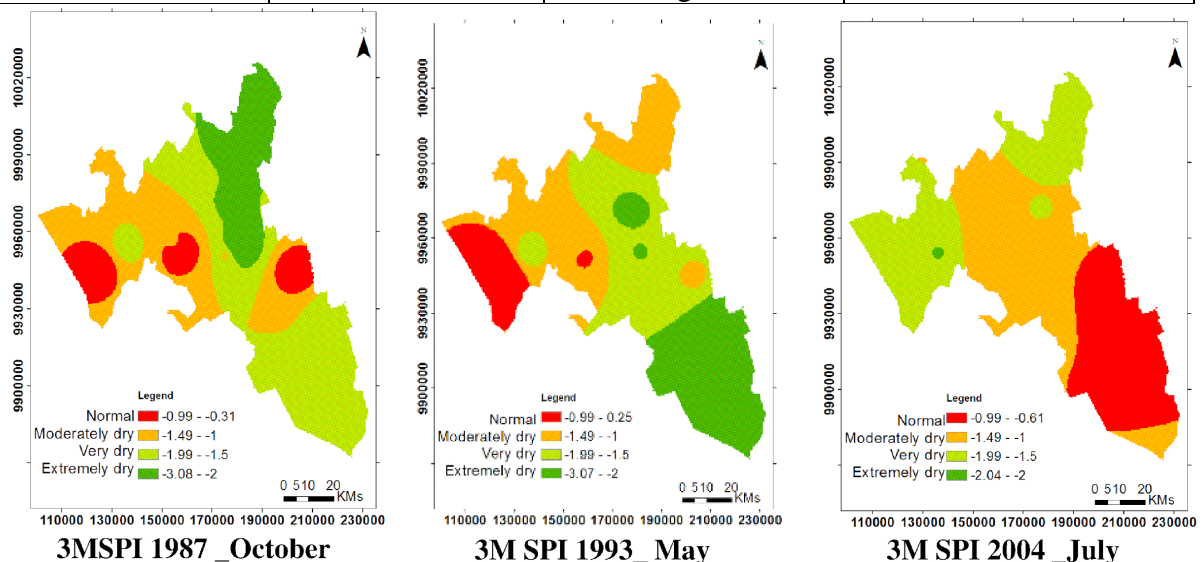 N
10020000
9990000
9960000
9930000
9900000
Legend
Normal -0.99 - -0.31
Moderately dry -1.49 - -1
Very dry -1.99 - -1.5
Extremely dry -3.08 - -2
0 5 10 20
KMs
110000 130000 150000 170000 190000 210000 230000
3MSPI 1987 _October
N
10020000
9990000
9960000
9930000
9900000
Legend
Normal -0.99 - 0.25
Moderately dry -1.49 - -1
Very dry -1.99 - -1.5
Extremely dry -3.07 - -2
0 5 10 20
KMs
110000 130000 150000 170000 190000 210000 230000
3M SPI 1993_ May
N
10020000
9990000
9960000
9930000
9900000
Legend
Normal -0.99 - -0.61
Moderately dry -1.49 - -1
Very dry -1.99 - -1.5
Extremely dry -2.04 - -2
0 5 10 20
KMs
110000 130000 150000 170000 190000 210000 230000
3M SPI 2004 _July